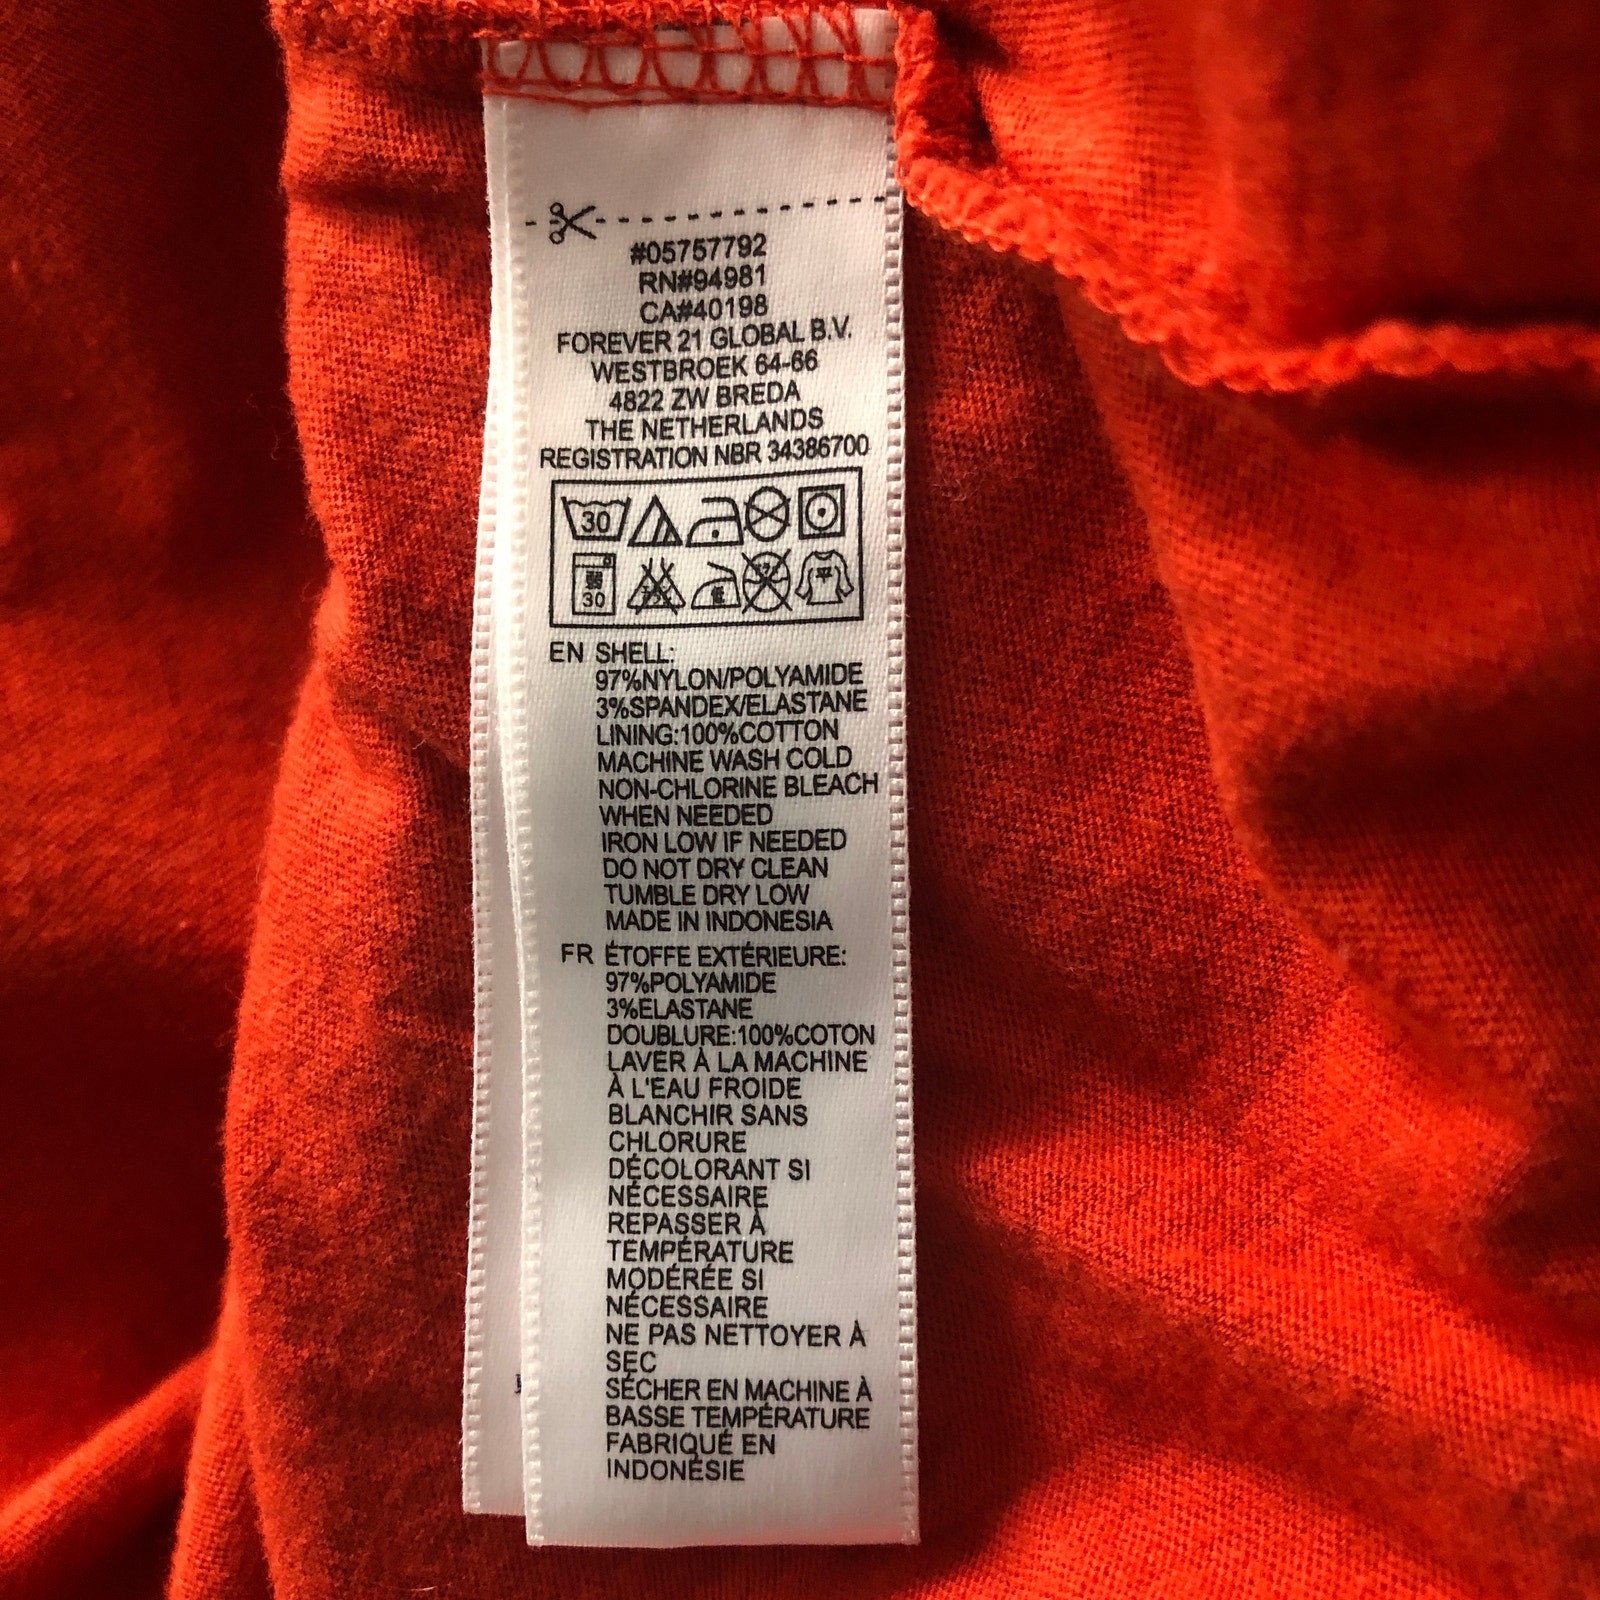 #05757792
RN#94981
CA#40198
FOREVER 21 GLOBAL B.V.
WESTBROEK 64-66
4822 ZW BREDA
THE NETHERLANDS
REGISTRATION NBR 34386700
30
30
低
平
EN SHELL:
97%NYLON/POLYAMIDE
3%SPANDEX/ELASTANE
LINING:100%COTTON
MACHINE WASH COLD
NON-CHLORINE BLEACH
WHEN NEEDED
IRON LOW IF NEEDED
DO NOT DRY CLEAN
TUMBLE DRY LOW
MADE IN INDONESIA
FR ÉTOFFE EXTÉRIEURE:
97%POLYAMIDE
3%ELASTANE
DOUBLURE:100%COTON
LAVER À LA MACHINE
À L'EAU FROIDE
BLANCHIR SANS
CHLORURE
DÉCOLORANT SI
NÉCESSAIRE
REPASSER À
TEMPÉRATURE
MODÉRÉE SI
NÉCESSAIRE
NE PAS NETTOYER À
SEC
SÉCHER EN MACHINE À
BASSE TEMPÉRATURE
FABRIQUÉ EN
INDONÉSIE